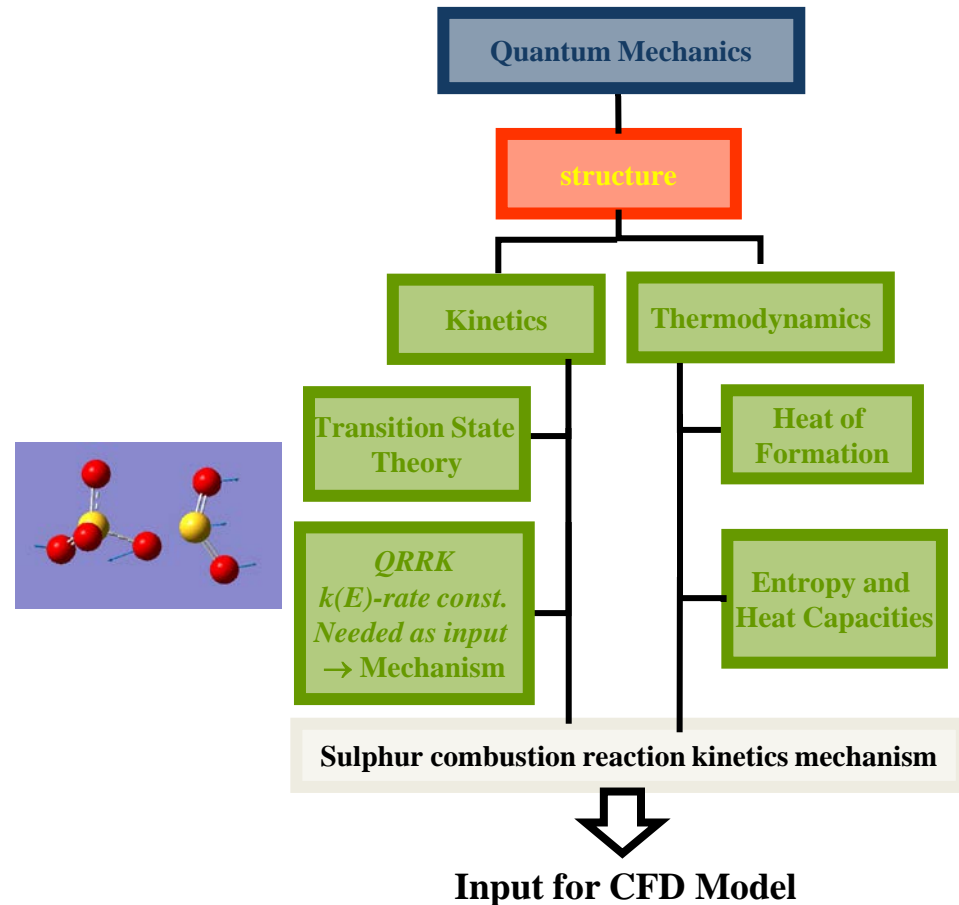 Quantum Mechanics
structure
Kinetics
Thermodynamics
Transition State
Theory
Heat of
Formation
QRRK
k(E)-rate const.
Needed as input
→ Mechanism
Entropy and
Heat Capacities
Sulphur combustion reaction kinetics mechanism
Input for CFD Model